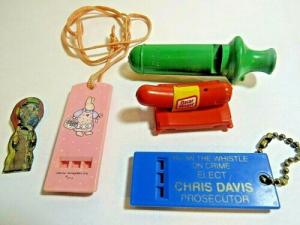 Oscar
Mayer
BLOW THE WHISTLE
ON CRIME
ELECT
CHRIS DAVIS
PROSECUTOR